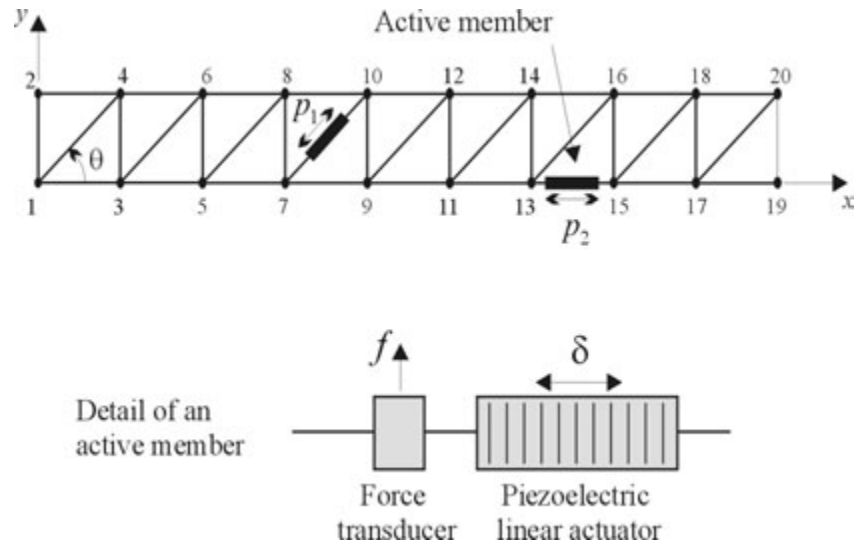 y
Active member
2 4 6 8 10 12 14 16 18 20
p1
θ
1 3 5 7 9 11 13 15 17 19 x
p2
f δ
Detail of an
active member
Force
transducer
Piezoelectric
linear actuator